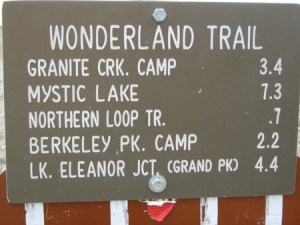 WONDERLAND TRAIL
GRANITE CRK. CAMP 3.4
MYSTIC LAKE 7.3
NORTHERN LOOP TR. .7
BERKELEY PK. CAMP 2.2
LK. ELEANOR JCT. (GRAND PK) 4.4